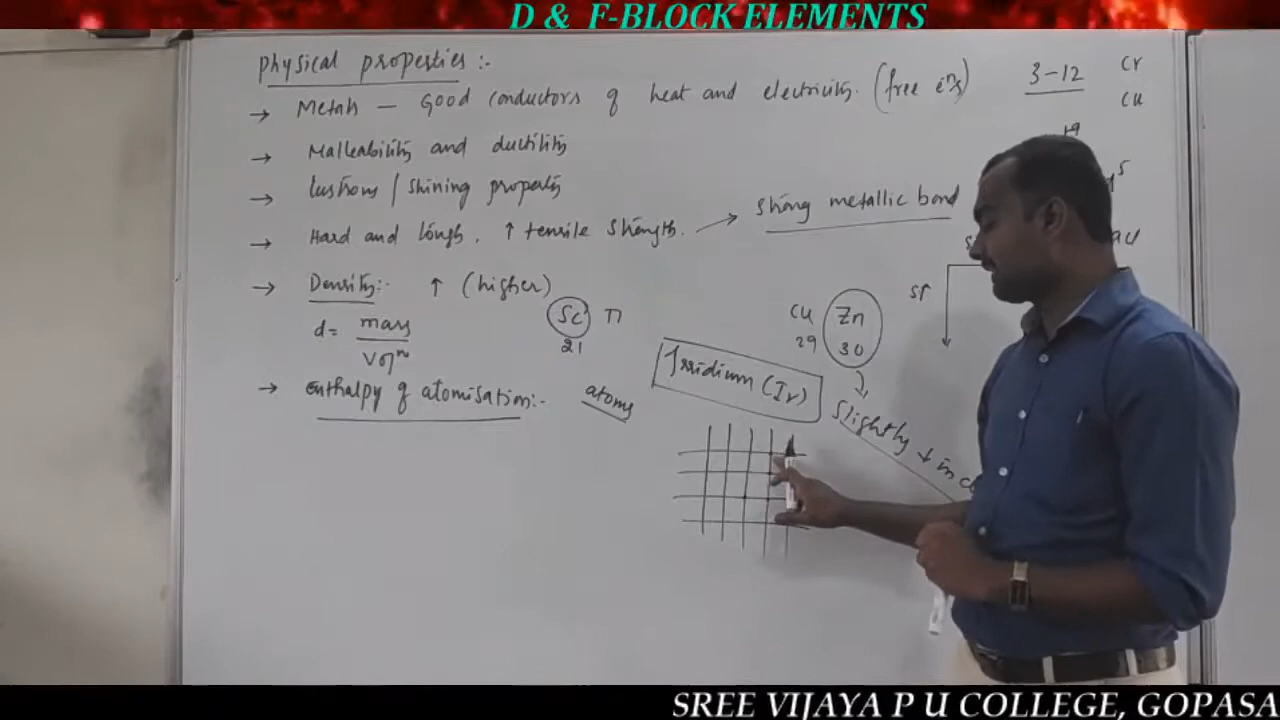 D & F-BLOCK ELEMENTS
Physical properties :-
→ Metals — Good conductors of heat and electricity. (free e⁻s)
→ Malleability and ductility
→ lustrous / shining property
→ Hard and tough, ↑ tensile strength. → strong metallic bond
→ Density:- ↑ (higher)
d = mass / volᵐ
→ enthalpy of atomisation:- atoms
3-12
Cr
Cu
Sc
21
Ti
Cu
29
Zn
30
Irridium (Ir)
Slightly ↓ in
SREE VIJAYA P U COLLEGE, GOPASA